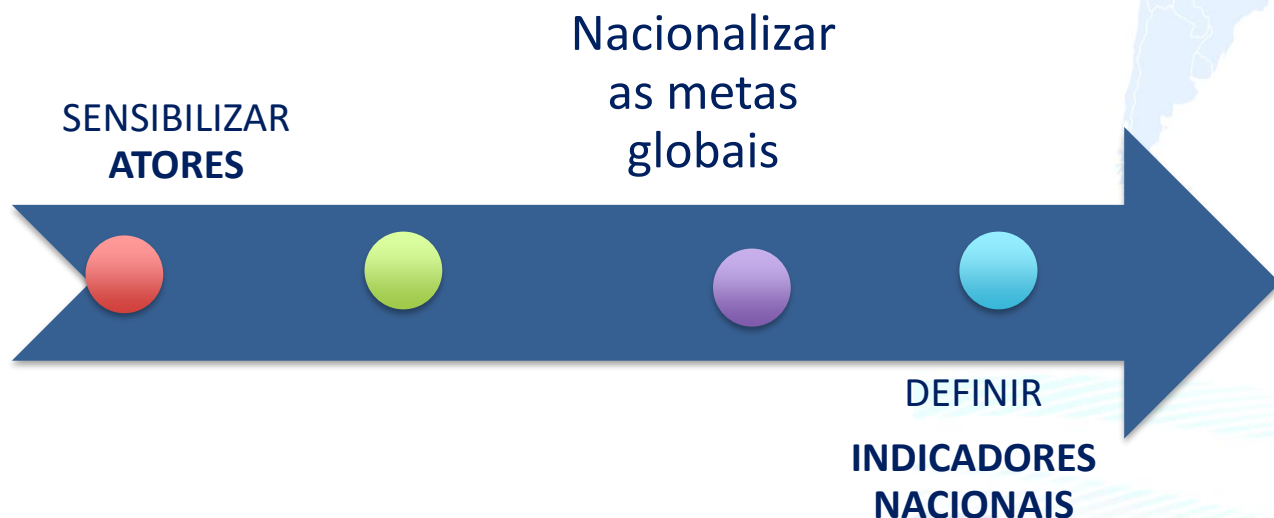 Nacionalizar
as metas
globais
SENSIBILIZAR
ATORES
DEFINIR
INDICADORES
NACIONAIS